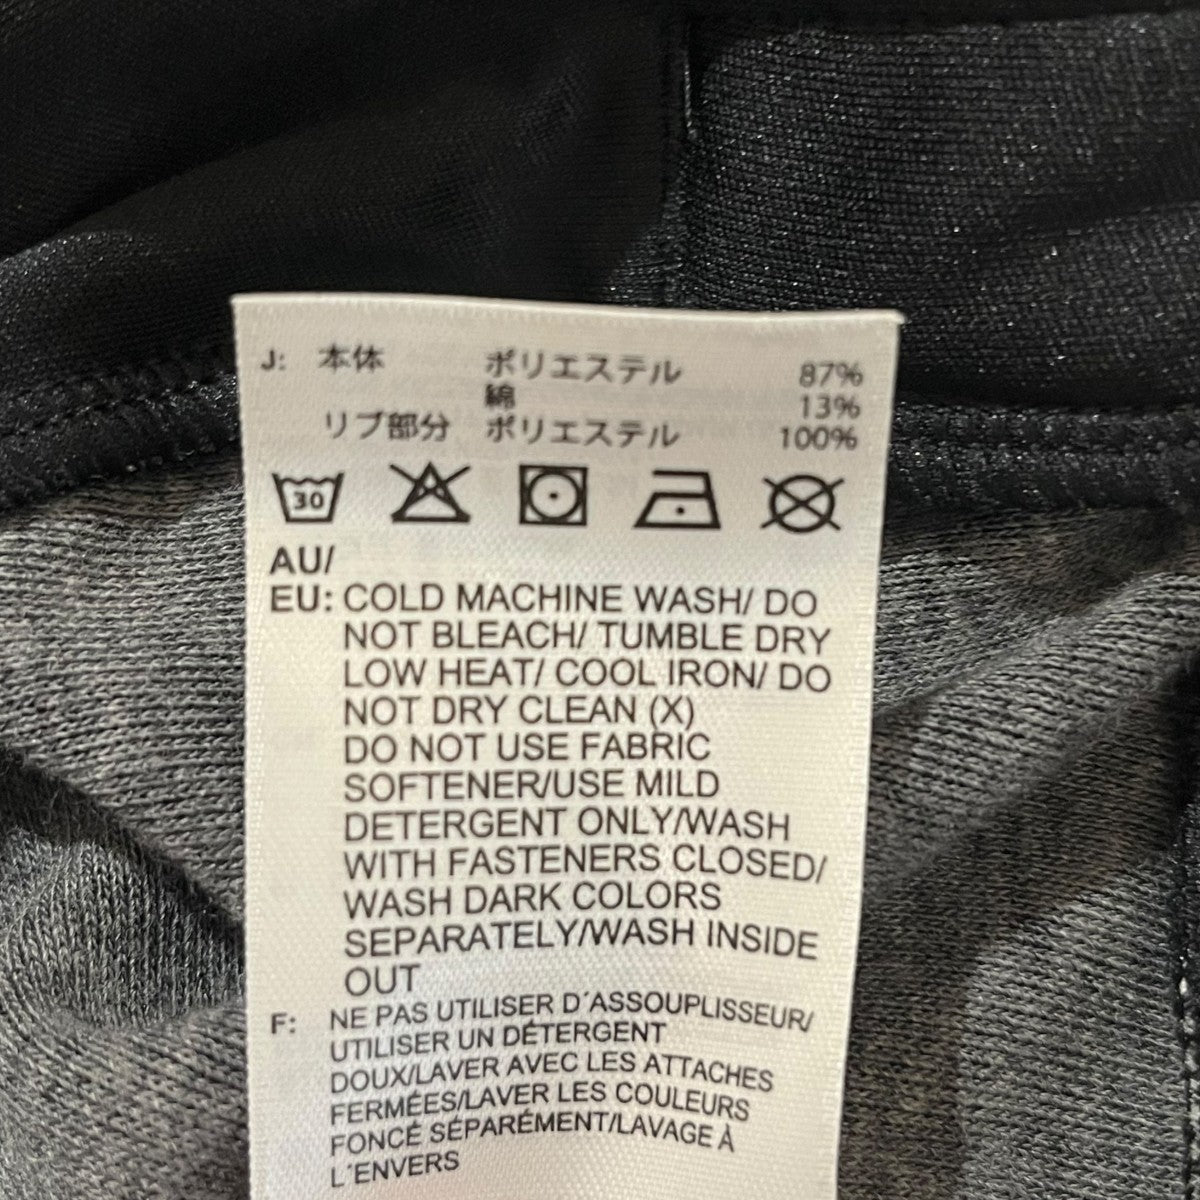 J: 本体 ポリエステル 87%
綿 13%
リブ部分 ポリエステル 100%
30
AU/
EU: COLD MACHINE WASH/ DO
NOT BLEACH/ TUMBLE DRY
LOW HEAT/ COOL IRON/ DO
NOT DRY CLEAN (X)
DO NOT USE FABRIC
SOFTENER/USE MILD
DETERGENT ONLY/WASH
WITH FASTENERS CLOSED/
WASH DARK COLORS
SEPARATELY/WASH INSIDE
OUT
F: NE PAS UTILISER D´ASSOUPLISSEUR/
UTILISER UN DÉTERGENT
DOUX/LAVER AVEC LES ATTACHES
FERMÉES/LAVER LES COULEURS
FONCÉ SÉPARÉMENT/LAVAGE À
L´ENVERS